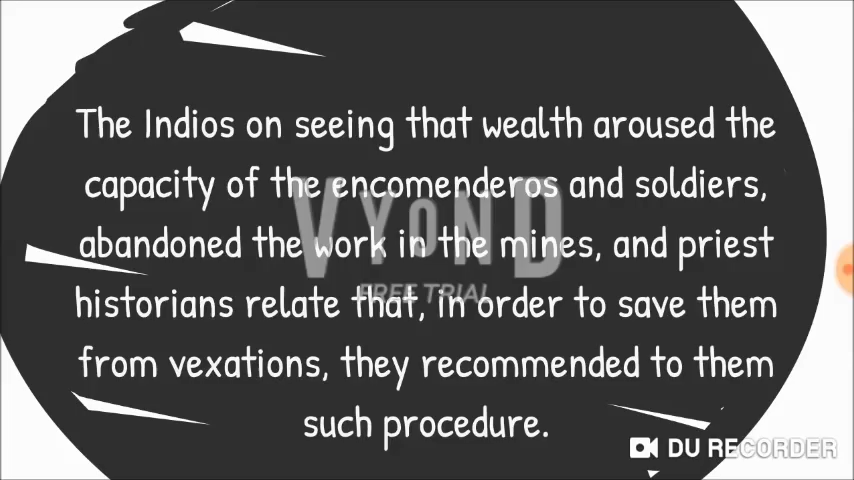 The Indios on seeing that wealth aroused the
capacity of the encomenderos and soldiers,
abandoned the work in the mines, and priest
historians relate that, in order to save them
from vexations, they recommended to them
such procedure.
VYOND
FREE TRIAL
DU RECORDER